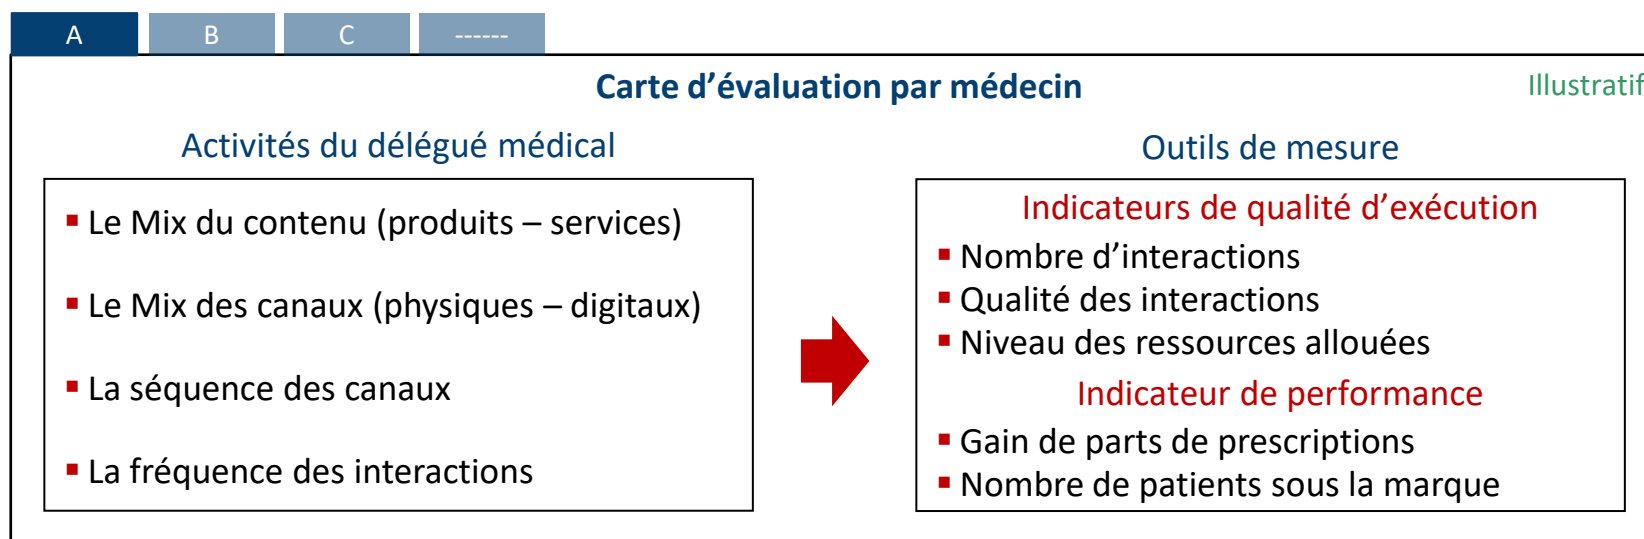 A
B
C
------
Carte d’évaluation par médecin
Illustratif
Activités du délégué médical
▪ Le Mix du contenu (produits – services)
▪ Le Mix des canaux (physiques – digitaux)
▪ La séquence des canaux
▪ La fréquence des interactions
Outils de mesure
Indicateurs de qualité d’exécution
▪ Nombre d’interactions
▪ Qualité des interactions
▪ Niveau des ressources allouées
Indicateur de performance
▪ Gain de parts de prescriptions
▪ Nombre de patients sous la marque